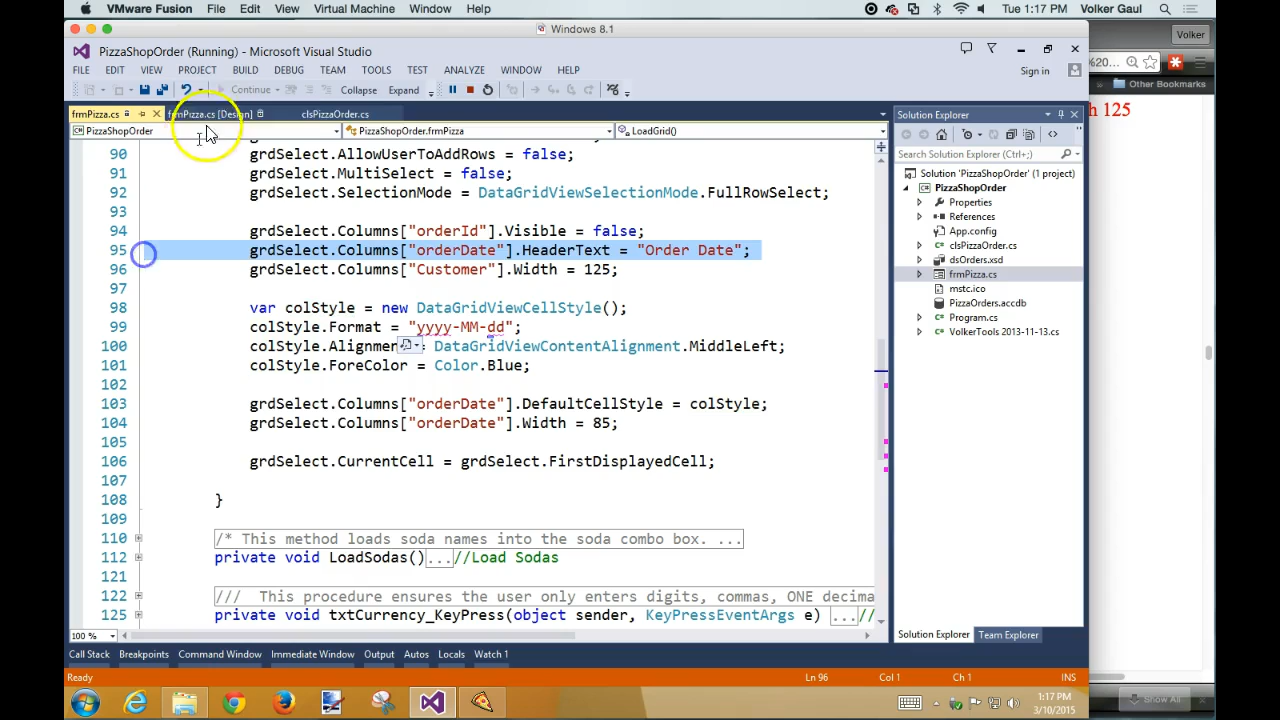 VMware Fusion File Edit View Virtual Machine Window Help Tue 1:17 PM Volker Gaul
Windows 8.1
Volker
PizzaShopOrder (Running) - Microsoft Visual Studio
FILE EDIT VIEW PROJECT BUILD DEBUG TEAM TOOLS TEST ANALYZE WINDOW HELP
Sign in
%20...
Continue Collapse Expand
Other Bookmarks
frmPizza.cs frmPizza.cs [Design] clsPizzaOrder.cs
Solution Explorer
h 125
PizzaShopOrder PizzaShopOrder.frmPizza LoadGrid()
Search Solution Explorer (Ctrl+;)
90 grdSelect.AllowUserToAddRows = false;
91 grdSelect.MultiSelect = false;
92 grdSelect.SelectionMode = DataGridViewSelectionMode.FullRowSelect;
93
94 grdSelect.Columns["orderId"].Visible = false;
95 grdSelect.Columns["orderDate"].HeaderText = "Order Date";
96 grdSelect.Columns["Customer"].Width = 125;
97
98 var colStyle = new DataGridViewCellStyle();
99 colStyle.Format = "yyyy-MM-dd";
100 colStyle.Alignmen = DataGridViewContentAlignment.MiddleLeft;
101 colStyle.ForeColor = Color.Blue;
102
103 grdSelect.Columns["orderDate"].DefaultCellStyle = colStyle;
104 grdSelect.Columns["orderDate"].Width = 85;
105
106 grdSelect.CurrentCell = grdSelect.FirstDisplayedCell;
107
108 }
109
110 /* This method loads soda names into the soda combo box. ...
112 private void LoadSodas()...//Load Sodas
121
122 /// This procedure ensures the user only enters digits, commas, ONE decima
125 private void txtCurrency_KeyPress(object sender, KeyPressEventArgs e) ...//
Solution 'PizzaShopOrder' (1 project)
PizzaShopOrder
Properties
References
App.config
clsPizzaOrder.cs
dsOrders.xsd
frmPizza.cs
mstc.ico
PizzaOrders.accdb
Program.cs
VolkerTools 2013-11-13.cs
100 %
Solution Explorer Team Explorer
Call Stack Breakpoints Command Window Immediate Window Output Autos Locals Watch 1
Ready Ln 96 Col 1 Ch 1 INS
1:17 PM
3/10/2015
Show All